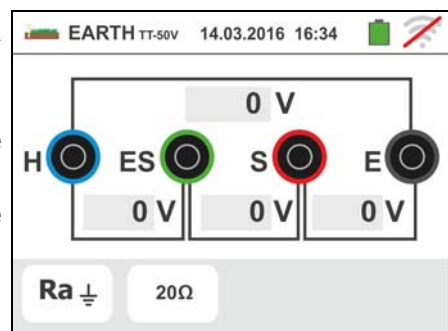 EARTH TT-50V 14.03.2016 16:34
0 V
H ES S E
0 V 0 V 0 V
Ra 20Ω